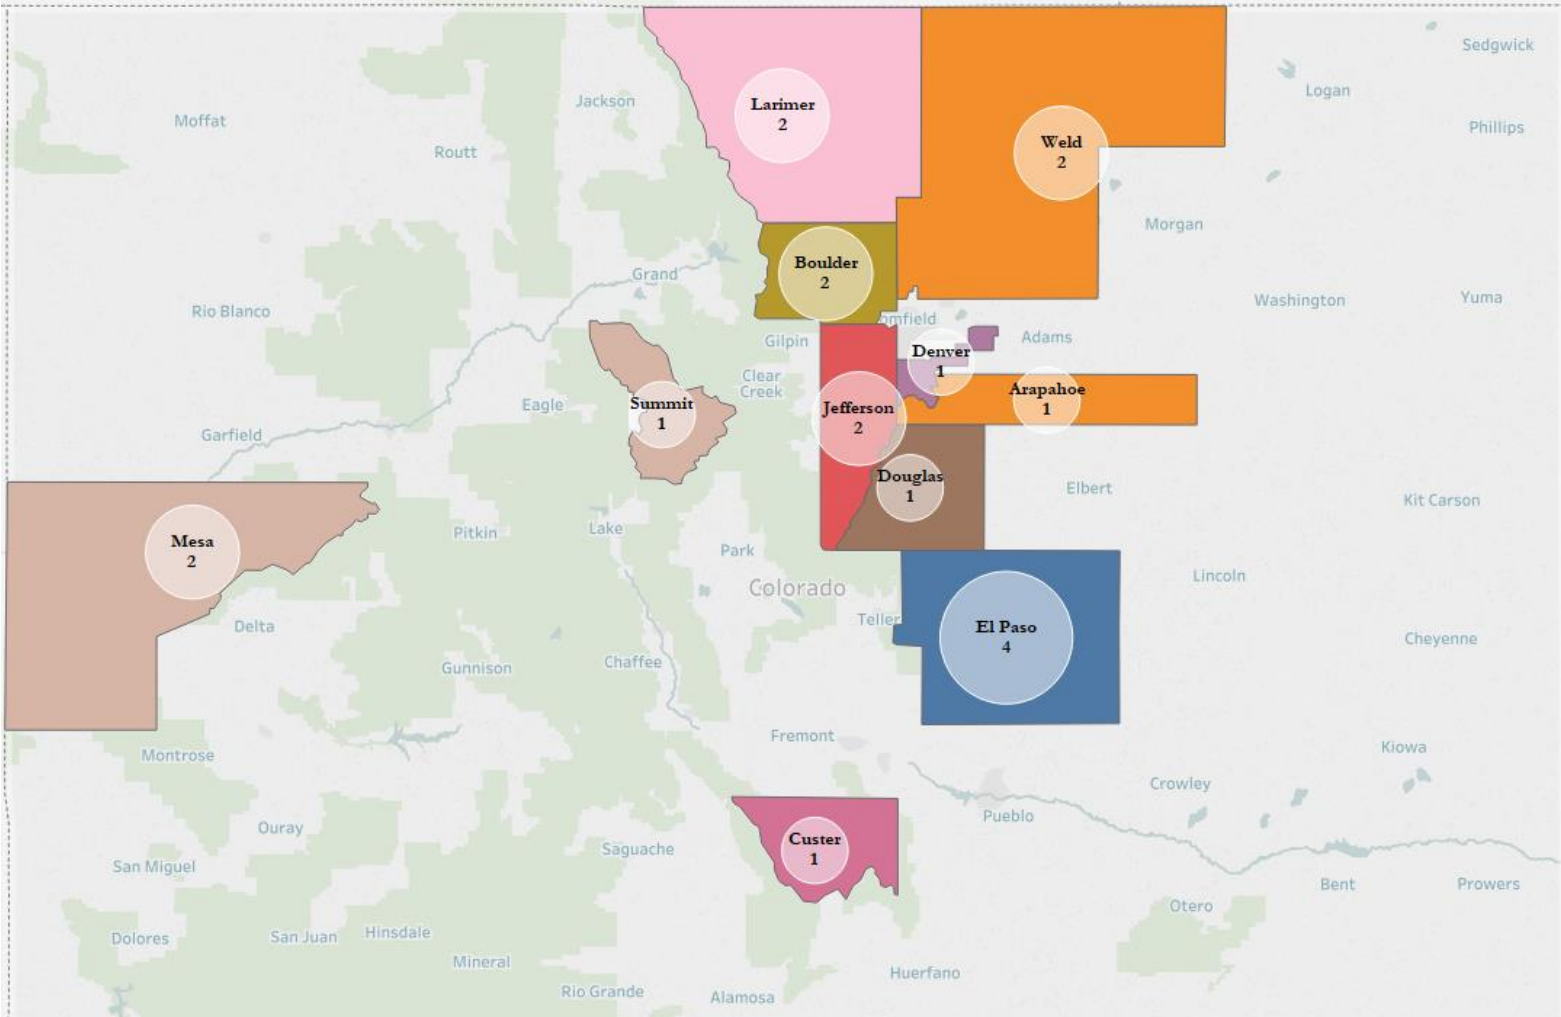 Sedgwick
Logan
Jackson
Larimer
2
Moffat
Phillips
Weld
2
Routt
Morgan
Boulder
2
Grand
Washington
Yuma
Rio Blanco
omfield
Gilpin
Adams
Denver
1
Clear
Creek
Arapahoe
1
Eagle
Summit
1
Jefferson
2
Garfield
Douglas
1
Elbert
Kit Carson
Pitkin
Lake
Mesa
2
Park
Colorado
Lincoln
Teller
El Paso
4
Delta
Cheyenne
Gunnison
Chaffee
Fremont
Kiowa
Montrose
Crowley
Pueblo
Ouray
Custer
1
Saguache
San Miguel
Bent
Prowers
Otero
Dolores
San Juan
Hinsdale
Mineral
Huerfano
Rio Grande
Alamosa